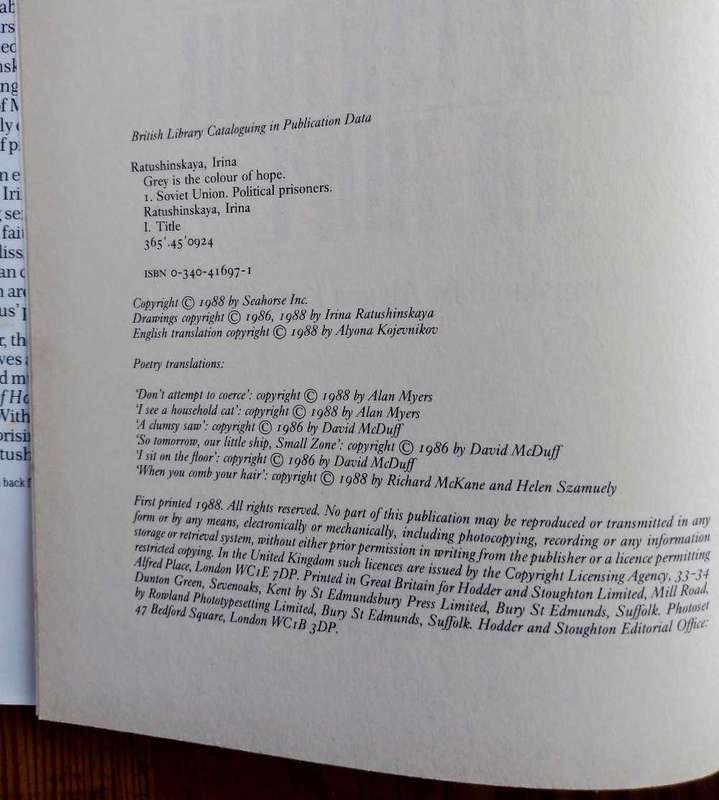 British Library Cataloguing in Publication Data
Ratushinskaya, Irina
Grey is the colour of hope.
1. Soviet Union. Political prisoners.
Ratushinskaya, Irina
I. Title
365'.45'0924
ISBN 0-340-41697-1
Copyright © 1988 by Seahorse Inc.
Drawings copyright © 1986, 1988 by Irina Ratushinskaya
English translation copyright © 1988 by Alyona Kojevnikov
Poetry translations:
‘Don't attempt to coerce’: copyright © 1988 by Alan Myers
‘I see a household cat’: copyright © 1988 by Alan Myers
‘A clumsy saw’: copyright © 1986 by David McDuff
‘So tomorrow, our little ship, Small Zone’: copyright © 1986 by David McDuff
‘I sit on the floor’: copyright © 1986 by David McDuff
‘When you comb your hair’: copyright © 1988 by Richard McKane and Helen Szamuely
First printed 1988. All rights reserved. No part of this publication may be reproduced or transmitted in any
form or by any means, electronically or mechanically, including photocopying, recording or any information
storage or retrieval system, without either prior permission in writing from the publisher or a licence permitting
restricted copying. In the United Kingdom such licences are issued by the Copyright Licensing Agency, 33-34
Alfred Place, London WC1E 7DP. Printed in Great Britain for Hodder and Stoughton Limited, Mill Road,
Dunton Green, Sevenoaks, Kent by St Edmundsbury Press Limited, Bury St Edmunds, Suffolk. Photoset
by Rowland Phototypesetting Limited, Bury St Edmunds, Suffolk. Hodder and Stoughton Editorial Office:
47 Bedford Square, London WC1B 3DP.